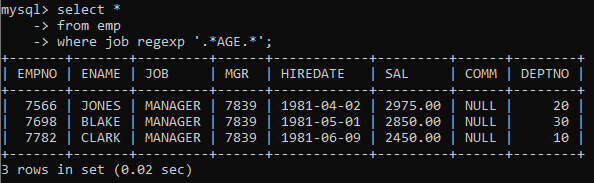 mysql> select *
    -> from emp
    -> where job regexp '.*AGE.*';
+-------+-------+---------+------+------------+---------+------+--------+
| EMPNO | ENAME | JOB     | MGR  | HIREDATE   | SAL     | COMM | DEPTNO |
+-------+-------+---------+------+------------+---------+------+--------+
|  7566 | JONES | MANAGER | 7839 | 1981-04-02 | 2975.00 | NULL |     20 |
|  7698 | BLAKE | MANAGER | 7839 | 1981-05-01 | 2850.00 | NULL |     30 |
|  7782 | CLARK | MANAGER | 7839 | 1981-06-09 | 2450.00 | NULL |     10 |
+-------+-------+---------+------+------------+---------+------+--------+
3 rows in set (0.02 sec)